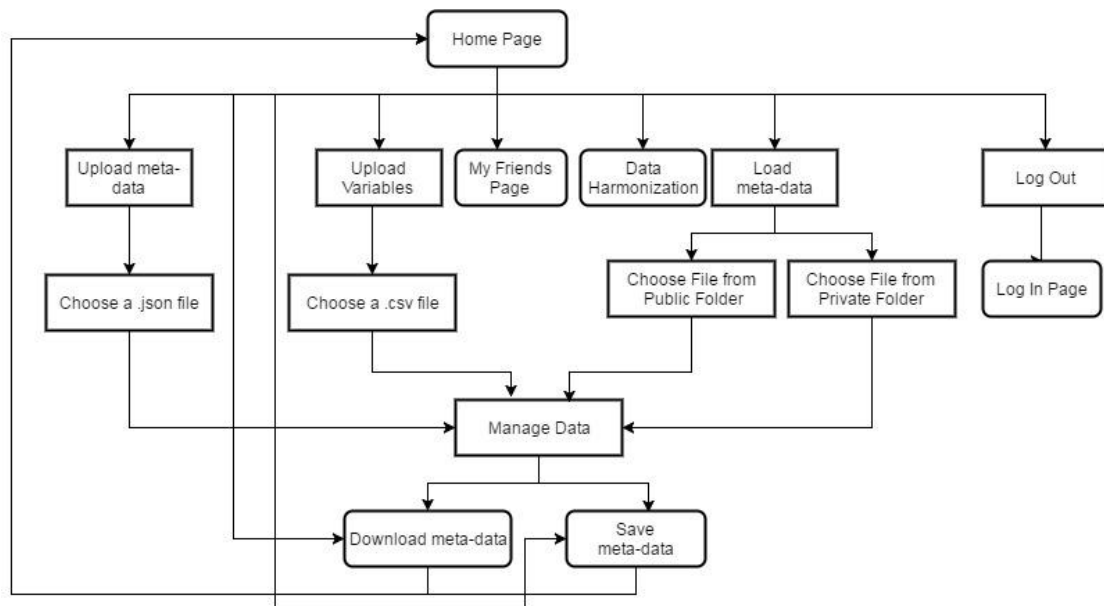 Home Page
Upload meta-
data
Upload
Variables
My Friends
Page
Data
Harmonization
Load
meta-data
Log Out
Choose a .json file
Choose a .csv file
Choose File from
Public Folder
Choose File from
Private Folder
Log In Page
Manage Data
Download meta-data
Save
meta-data